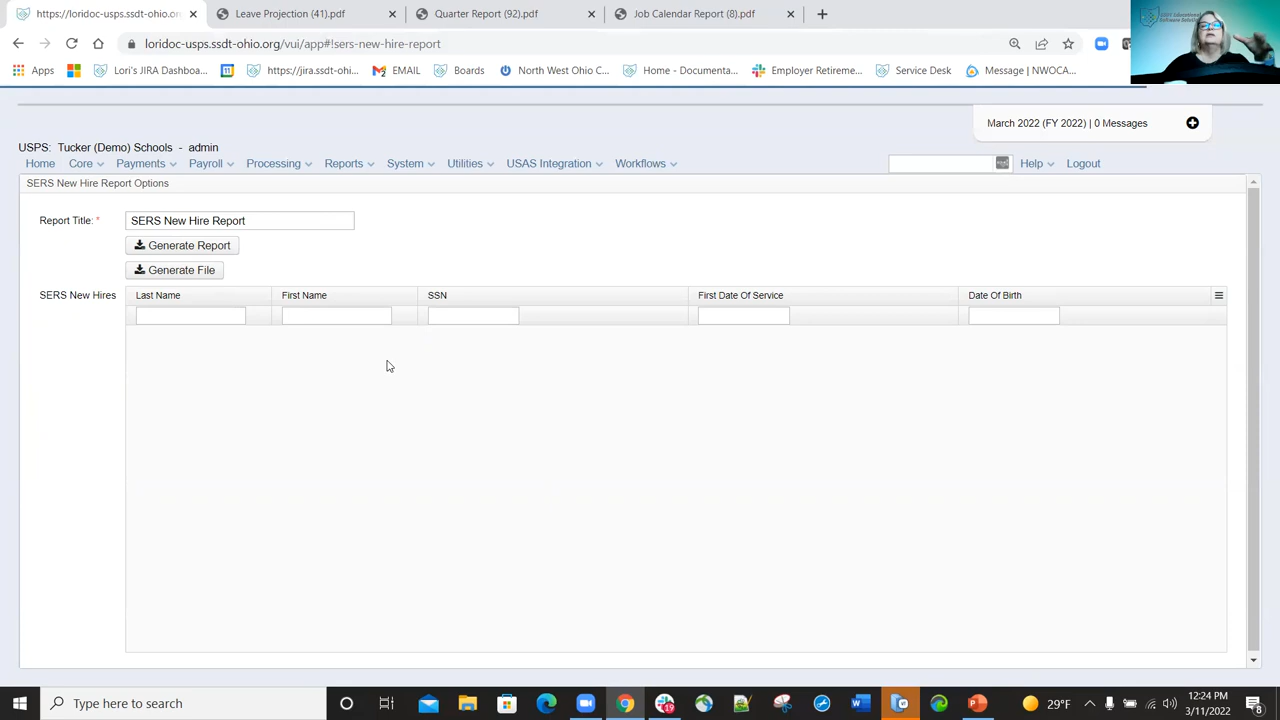 https://loridoc-usps.ssdt-ohio.org
Leave Projection (41).pdf
Quarter Report (92).pdf
Job Calendar Report (8).pdf
loridoc-usps.ssdt-ohio.org/vui/app#!sers-new-hire-report
Apps
Lori's JIRA Dashboa...
https://jira.ssdt-ohi...
EMAIL
Boards
North West Ohio C...
Home - Documenta...
Employer Retireme...
Service Desk
Message | NWOCA...
March 2022 (FY 2022) | 0 Messages
USPS: Tucker (Demo) Schools - admin
Home Core Payments Payroll Processing Reports System Utilities USAS Integration Workflows Help Logout
SERS New Hire Report Options
Report Title: * SERS New Hire Report
Generate Report
Generate File
SERS New Hires Last Name First Name SSN First Date Of Service Date Of Birth
Type here to search
19
29°F
12:24 PM
3/11/2022
8